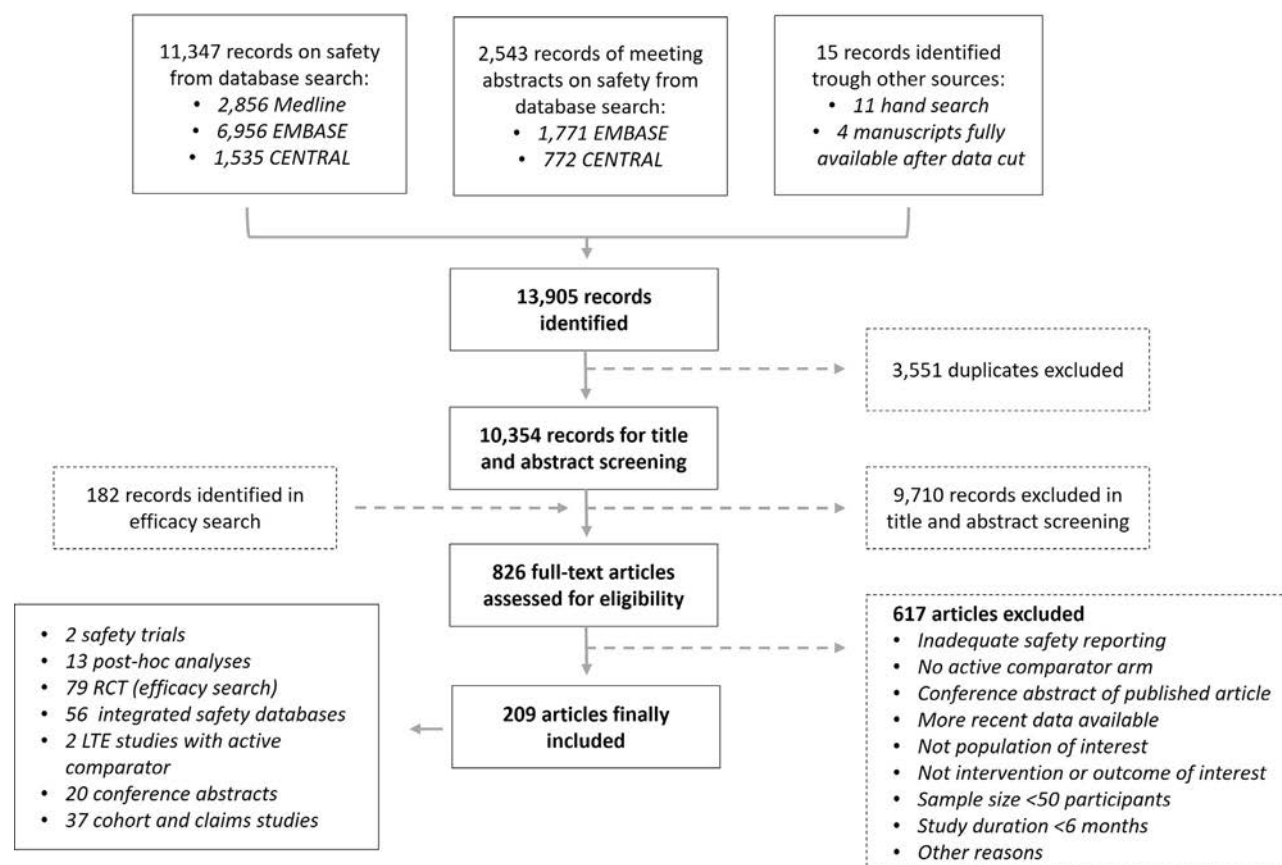 11,347 records on safety
from database search:
• 2,856 Medline
• 6,956 EMBASE
• 1,535 CENTRAL
2,543 records of meeting
abstracts on safety from
database search:
• 1,771 EMBASE
• 772 CENTRAL
15 records identified
trough other sources:
• 11 hand search
• 4 manuscripts fully
available after data cut
13,905 records
identified
3,551 duplicates excluded
10,354 records for title
and abstract screening
182 records identified in
efficacy search
9,710 records excluded in
title and abstract screening
826 full-text articles
assessed for eligibility
617 articles excluded
• Inadequate safety reporting
• No active comparator arm
• Conference abstract of published article
• More recent data available
• Not population of interest
• Not intervention or outcome of interest
• Sample size <50 participants
• Study duration <6 months
• Other reasons
209 articles finally
included
• 2 safety trials
• 13 post-hoc analyses
• 79 RCT (efficacy search)
• 56 integrated safety databases
• 2 LTE studies with active
comparator
• 20 conference abstracts
• 37 cohort and claims studies